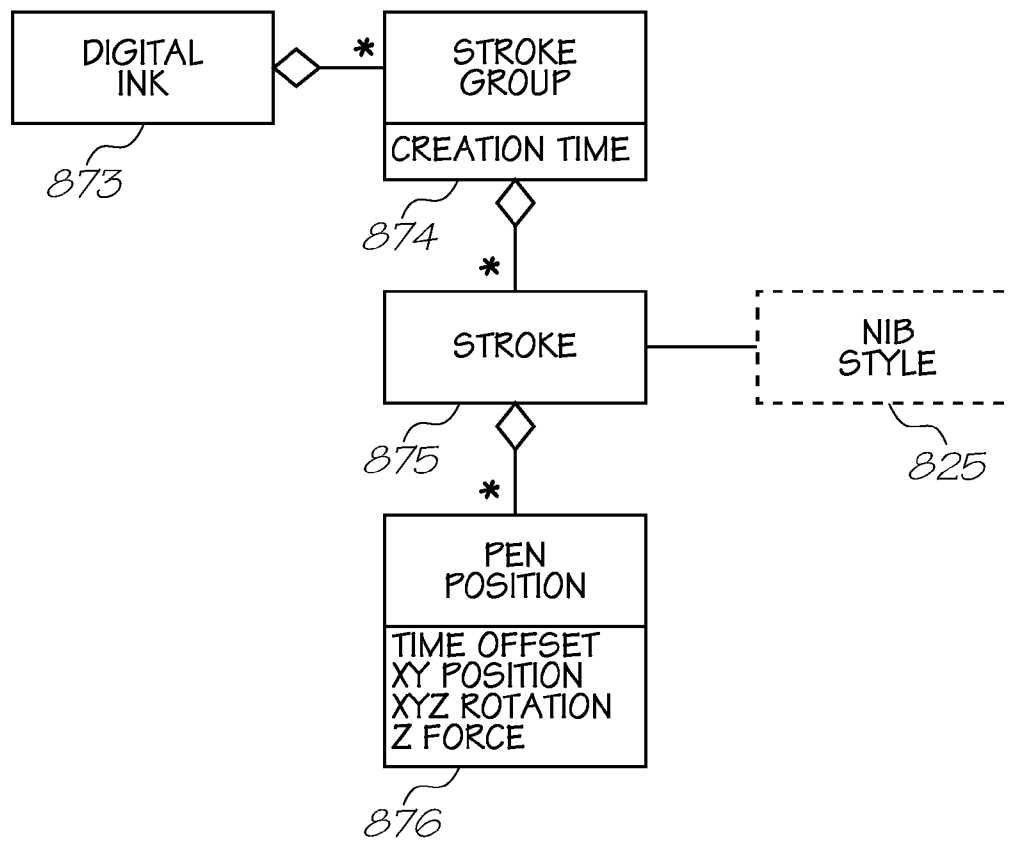 DIGITAL
INK
*
STROKE
GROUP
CREATION TIME
873
874
*
STROKE
NIB
STYLE
875
825
*
PEN
POSITION
TIME OFFSET
XY POSITION
XYZ ROTATION
Z FORCE
876